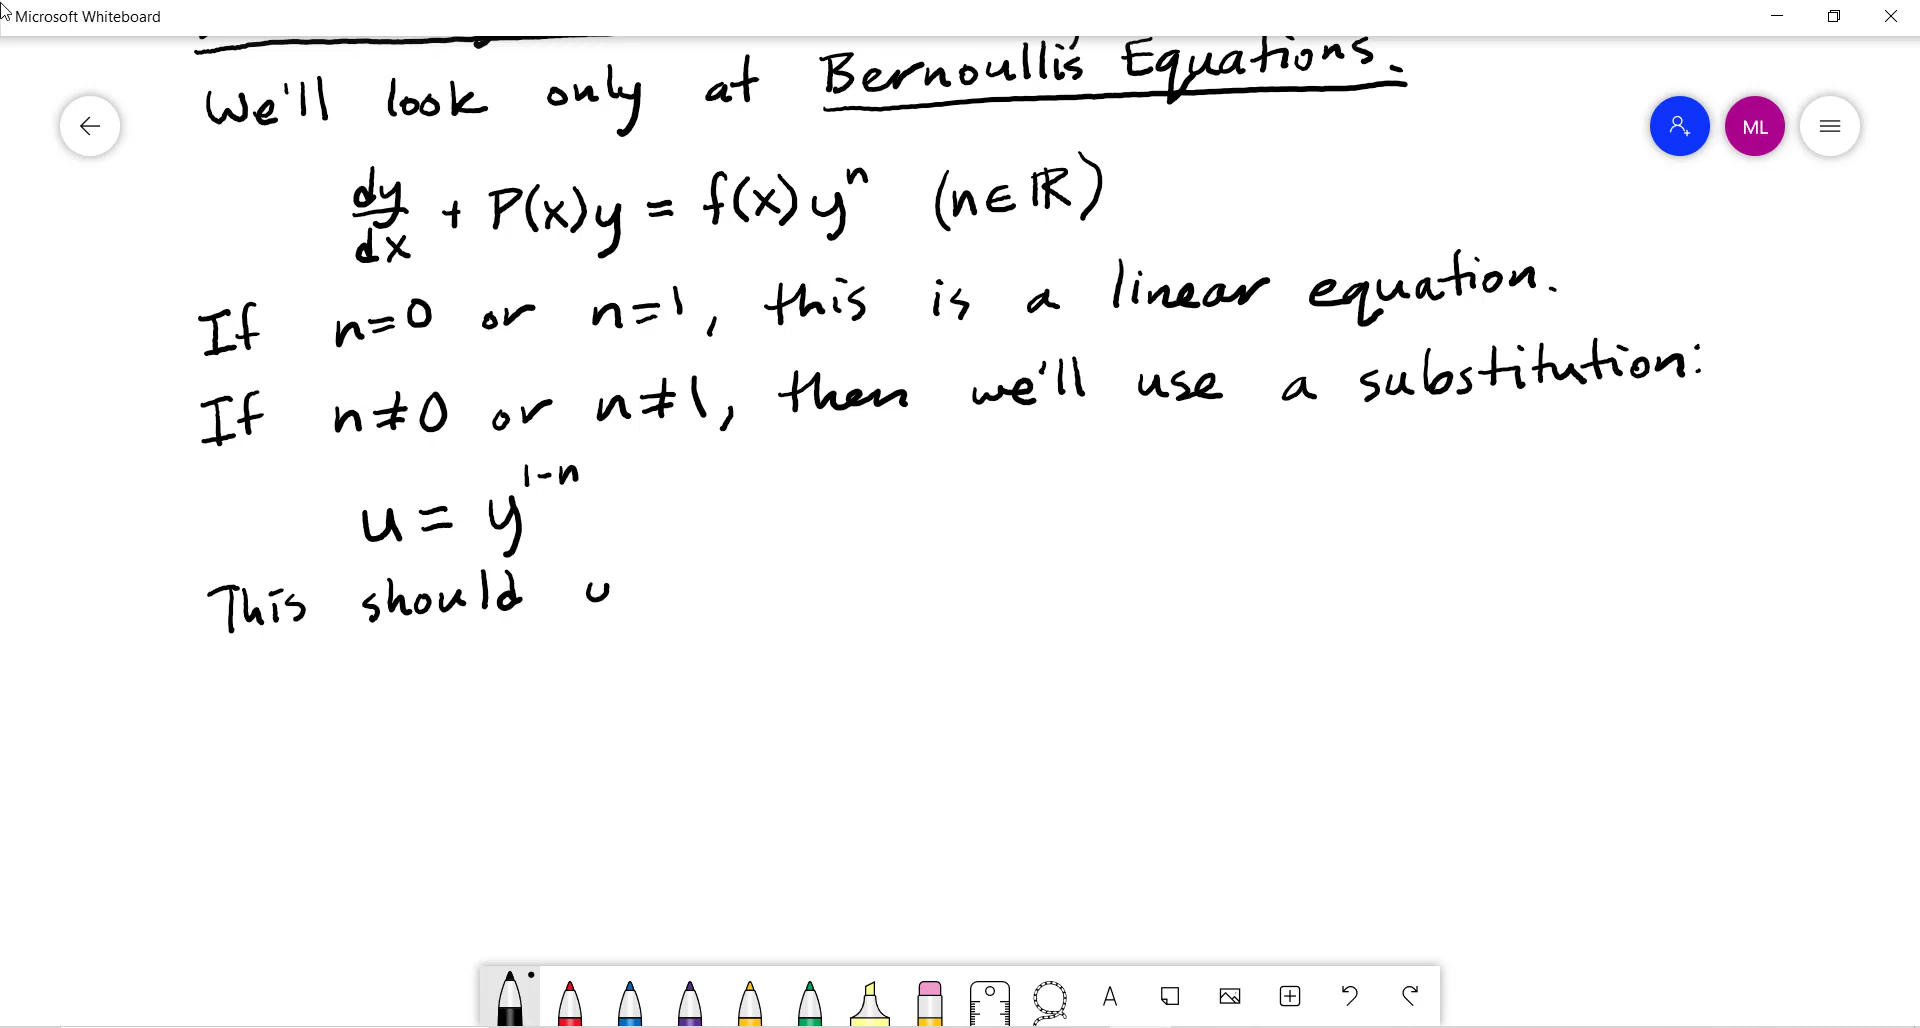 Microsoft Whiteboard
We'll look only at Bernoulli's Equations.
ML
dy/dx + P(x)y = f(x)y^n (n∈ℝ)
If n=0 or n=1, this is a linear equation.
If n≠0 or n≠1, then we'll use a substitution:
u = y^{1-n}
This should
A